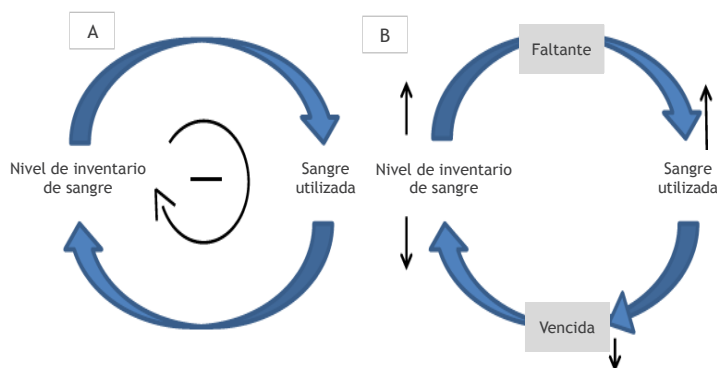 A
Nivel de inventario
de sangre
Sangre
utilizada
B
Faltante
Nivel de inventario
de sangre
Sangre
utilizada
Vencida